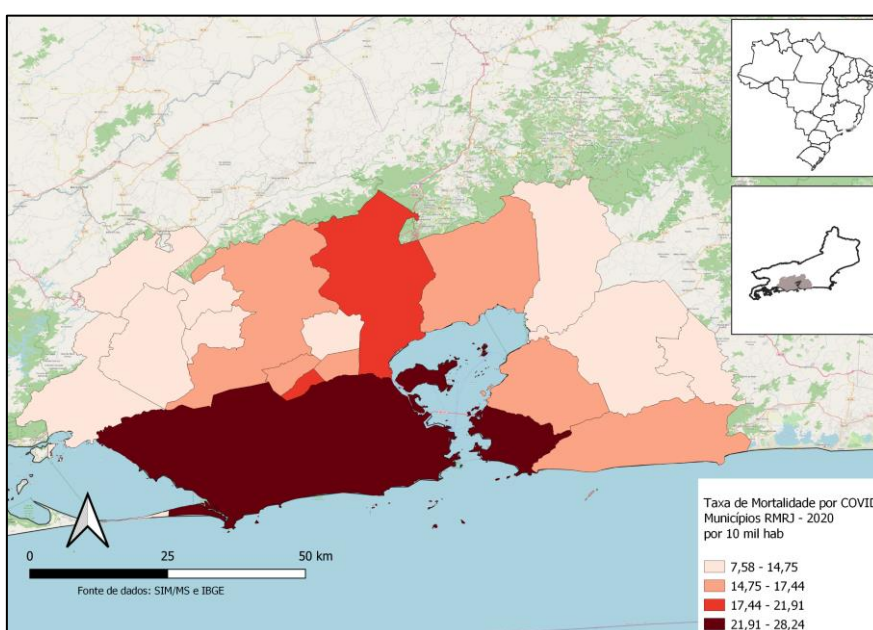 Taxa de Mortalidade por COVID
Municípios RMRJ - 2020
por 10 mil hab
7,58 - 14,75
14,75 - 17,44
17,44 - 21,91
21,91 - 28,24
0 25 50 km
Fonte de dados: SIM/MS e IBGE